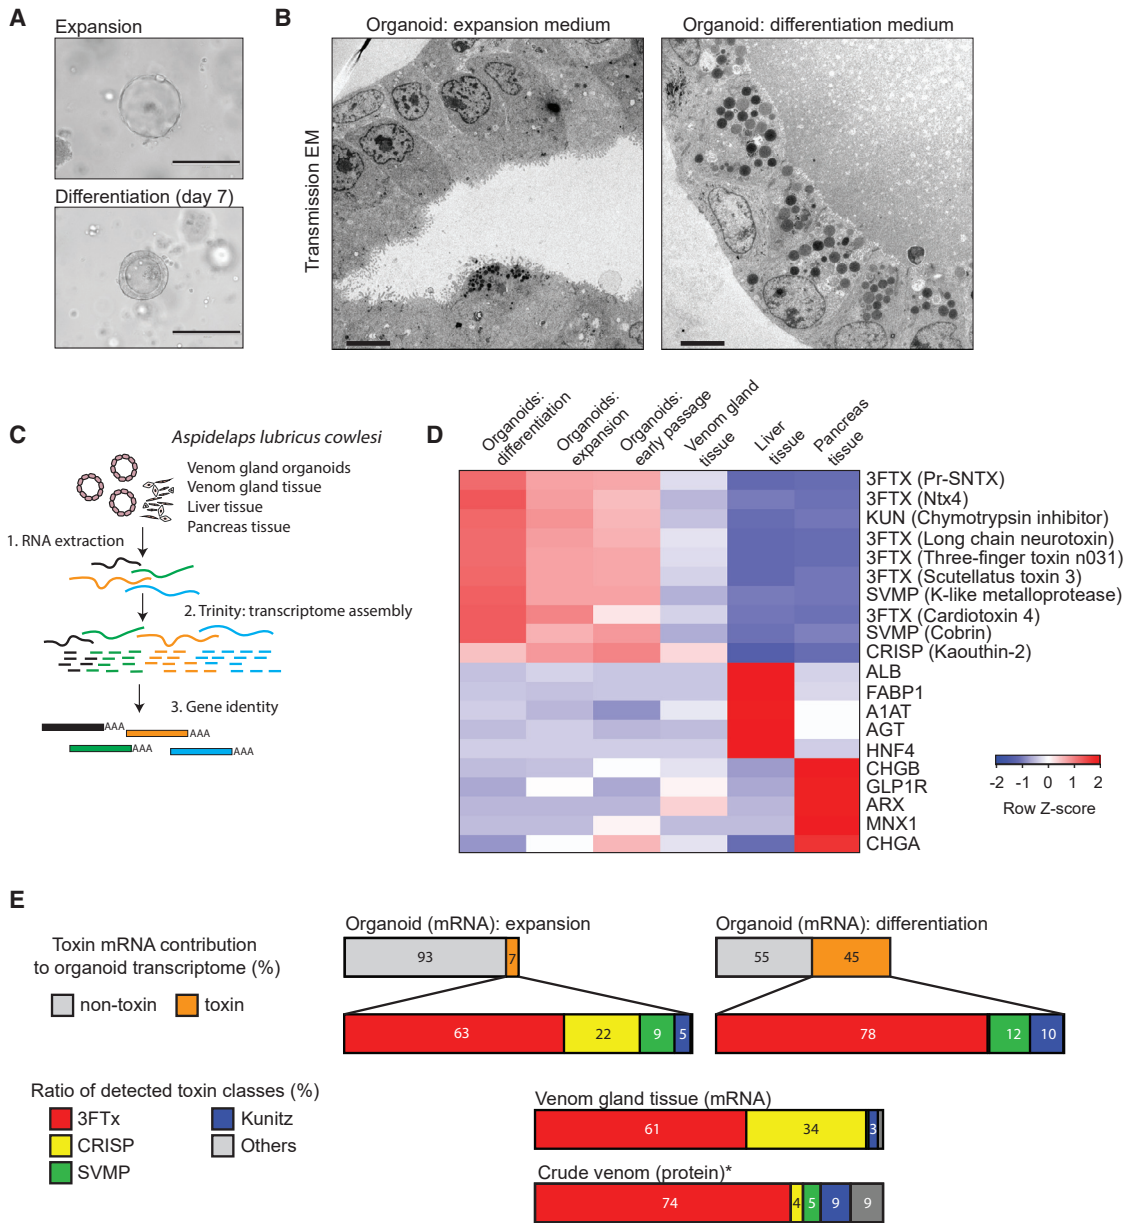 A
Expansion
Differentiation (day 7)
B
Organoid: expansion medium
Organoid: differentiation medium
Transmission EM
C
Aspidelaps lubricus cowlesi
Venom gland organoids
Venom gland tissue
Liver tissue
Pancreas tissue
1. RNA extraction
2. Trinity: transcriptome assembly
3. Gene identity
AAA
AAA
AAA
AAA
D
Organoids:
differentiation
Organoids:
expansion
Organoids:
early passage
Venom gland
tissue
Liver
tissue
Pancreas
tissue
3FTX (Pr-SNTX)
3FTX (Ntx4)
KUN (Chymotrypsin inhibitor)
3FTX (Long chain neurotoxin)
3FTX (Three-finger toxin n031)
3FTX (Scutellatus toxin 3)
SVMP (K-like metalloprotease)
3FTX (Cardiotoxin 4)
SVMP (Cobrin)
CRISP (Kaouthin-2)
ALB
FABP1
A1AT
AGT
HNF4
CHGB
GLP1R
ARX
MNX1
CHGA
-2 -1 0 1 2
Row Z-score
E
Toxin mRNA contribution
to organoid transcriptome (%)
non-toxin toxin
Organoid (mRNA): expansion
93 7
63 22 9 5
Organoid (mRNA): differentiation
55 45
78 12 10
Ratio of detected toxin classes (%)
3FTx Kunitz
CRISP Others
SVMP
Venom gland tissue (mRNA)
61 34 3
Crude venom (protein)*
74 4 5 9 9